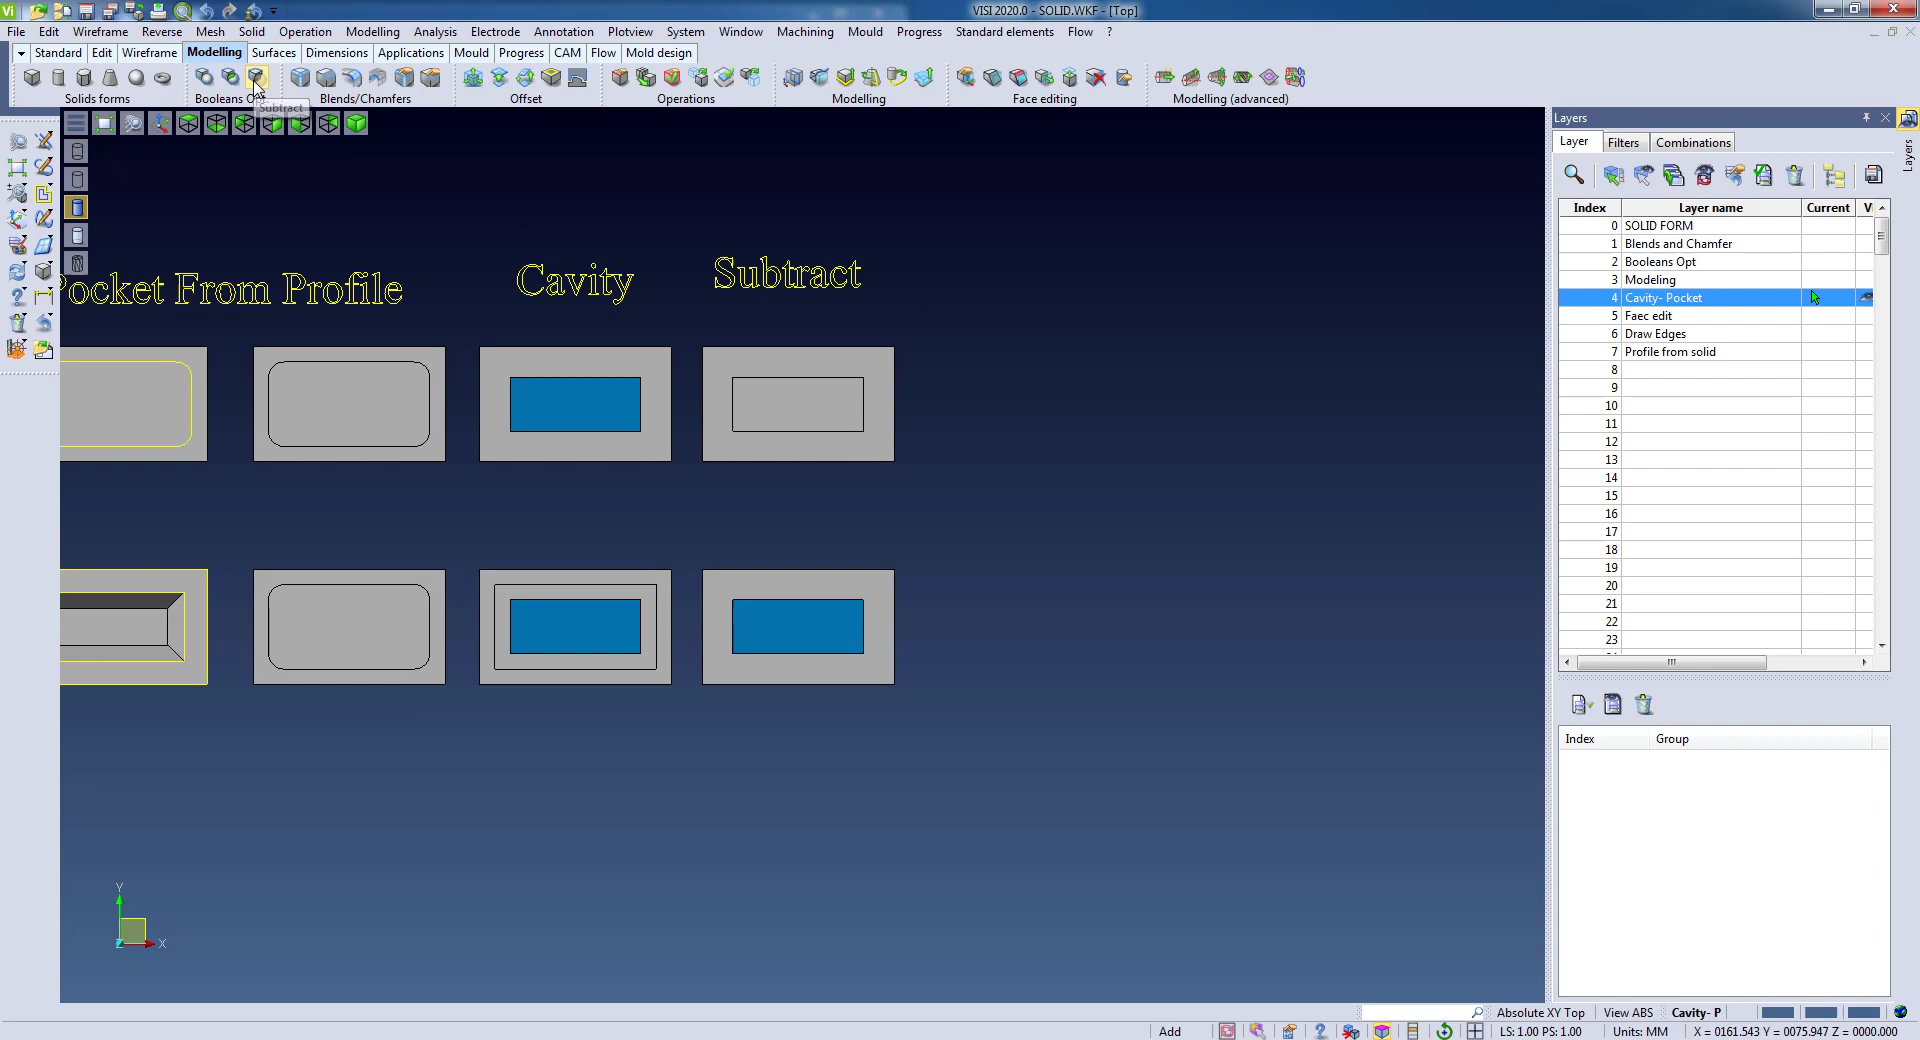 Vi VISI 2020.0 - SOLID.WKF - [Top]
File Edit Wireframe Reverse Mesh Solid Operation Modelling Analysis Electrode Annotation Plotview System Window Machining Mould Progress Standard elements Flow ?
Standard Edit Wireframe Modelling Surfaces Dimensions Applications Mould Progress CAM Flow Mold design
Solids forms Booleans O Blends/Chamfers Offset Operations Modelling Face editing Modelling (advanced)
Subtract
Pocket From Profile Cavity Subtract
Y
X
Z
Layers
Layer Filters Combinations
Index Layer name Current Vi
0 SOLID FORM
1 Blends and Chamfer
2 Booleans Opt
3 Modeling
4 Cavity- Pocket
5 Faec edit
6 Draw Edges
7 Profile from solid
8
9
10
11
12
13
14
15
16
17
18
19
20
21
22
23
Index Group
Layers
Absolute XY Top View ABS Cavity- P
Add LS: 1.00 PS: 1.00 Units: MM X = 0161.543 Y = 0075.947 Z = 0000.000